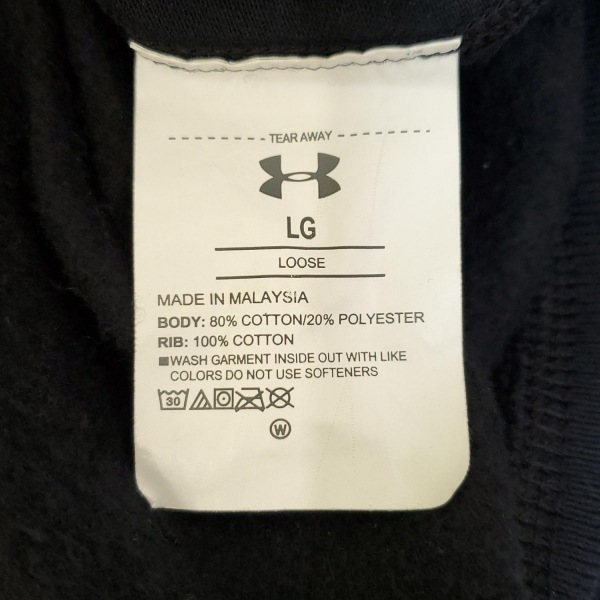 TEAR AWAY
LG
LOOSE
MADE IN MALAYSIA
BODY: 80% COTTON/20% POLYESTER
RIB: 100% COTTON
WASH GARMENT INSIDE OUT WITH LIKE
COLORS DO NOT USE SOFTENERS
30
W